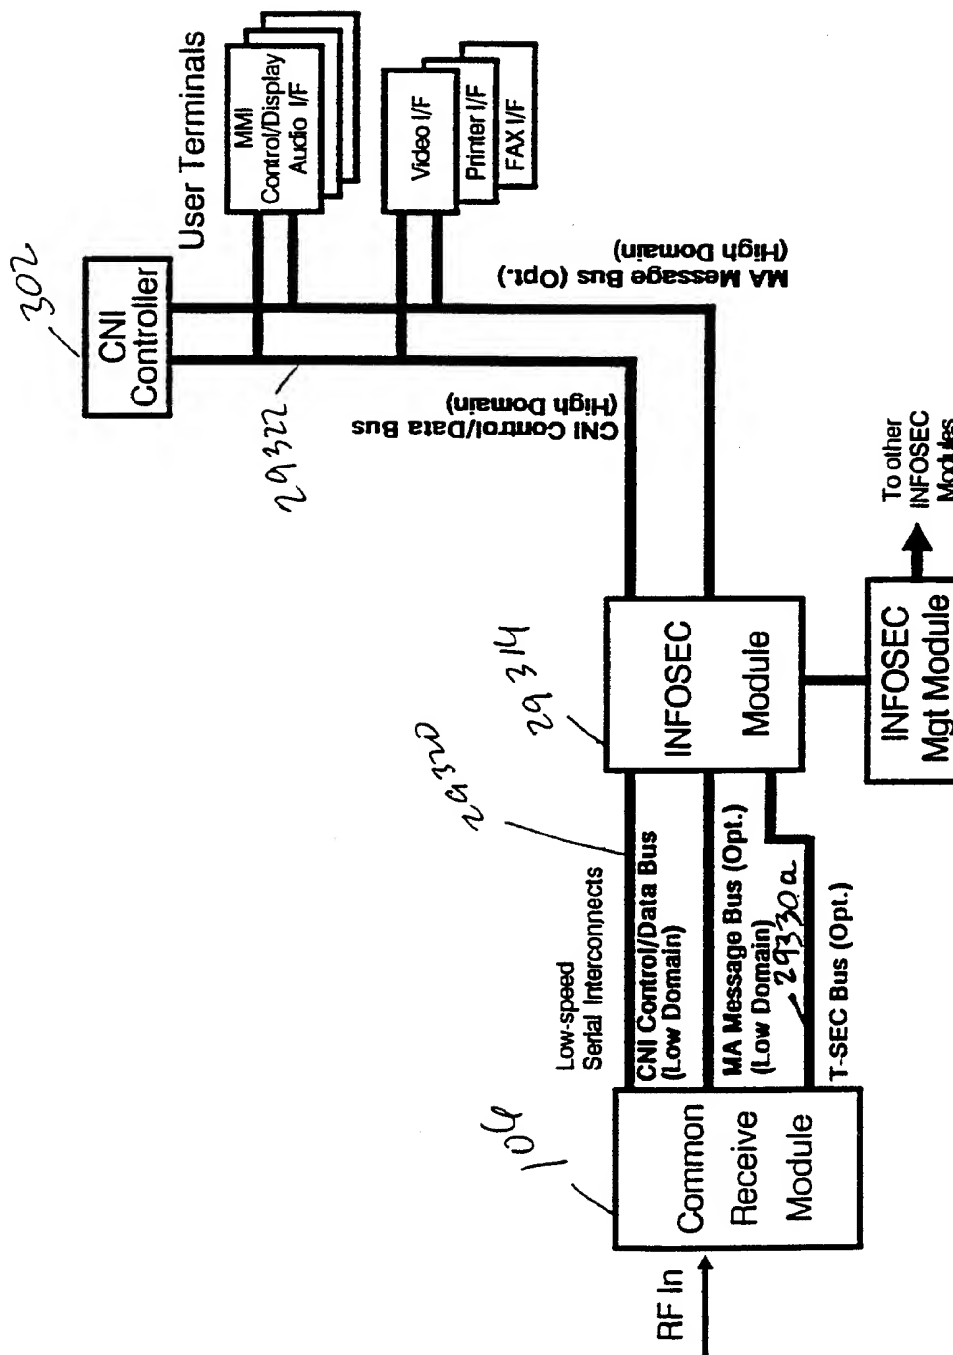 302
CNI
Controller
User Terminals
MMI
Control/Display
Audio I/F
Video I/F
Printer I/F
FAX I/F
29322
CNI Control/Data Bus
(High Domain)
MA Message Bus (Opt.)
(High Domain)
29320
29314
INFOSEC
Module
INFOSEC
Mgt Module
To other
INFOSEC
Modules
Low-speed
Serial Interconnects
CNI Control/Data Bus
(Low Domain)
MA Message Bus (Opt.)
(Low Domain)
29330a
T-SEC Bus (Opt.)
106
Common
Receive
Module
RF In